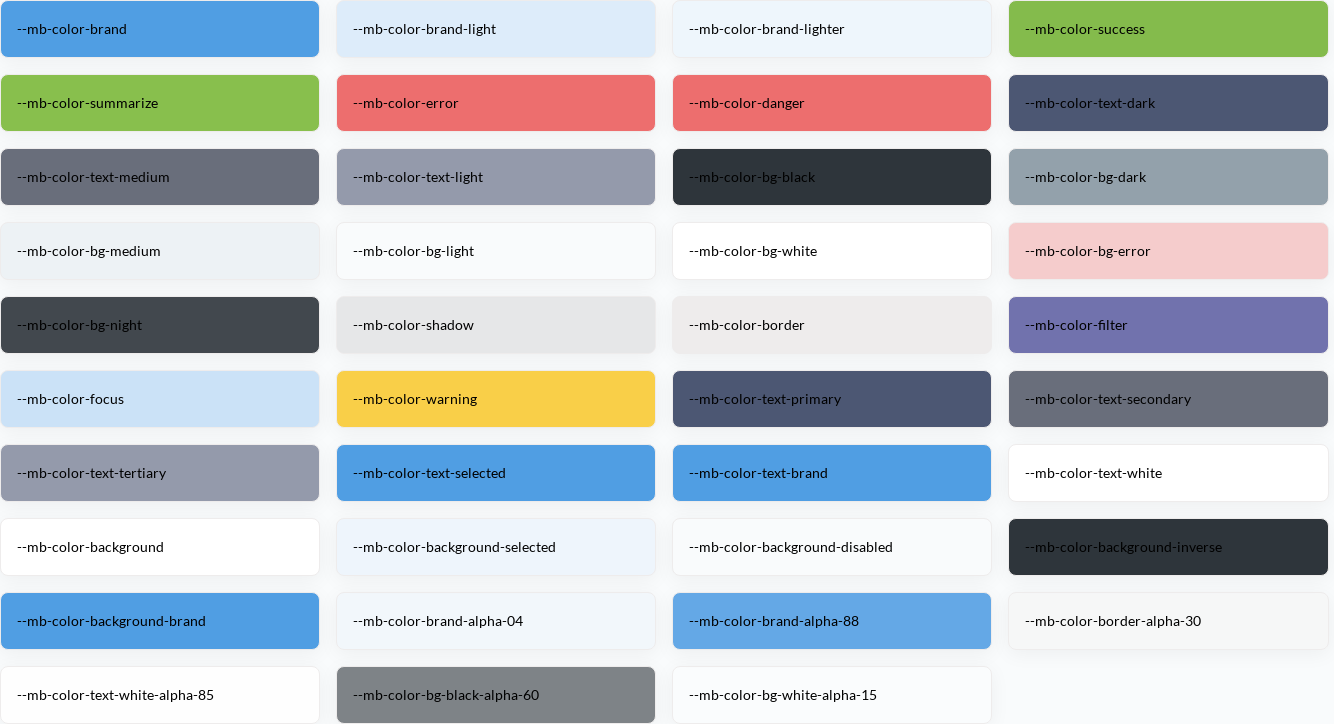 --mb-color-brand
--mb-color-brand-light
--mb-color-brand-lighter
--mb-color-success
--mb-color-summarize
--mb-color-error
--mb-color-danger
--mb-color-text-dark
--mb-color-text-medium
--mb-color-text-light
--mb-color-bg-black
--mb-color-bg-dark
--mb-color-bg-medium
--mb-color-bg-light
--mb-color-bg-white
--mb-color-bg-error
--mb-color-bg-night
--mb-color-shadow
--mb-color-border
--mb-color-filter
--mb-color-focus
--mb-color-warning
--mb-color-text-primary
--mb-color-text-secondary
--mb-color-text-tertiary
--mb-color-text-selected
--mb-color-text-brand
--mb-color-text-white
--mb-color-background
--mb-color-background-selected
--mb-color-background-disabled
--mb-color-background-inverse
--mb-color-background-brand
--mb-color-brand-alpha-04
--mb-color-brand-alpha-88
--mb-color-border-alpha-30
--mb-color-text-white-alpha-85
--mb-color-bg-black-alpha-60
--mb-color-bg-white-alpha-15